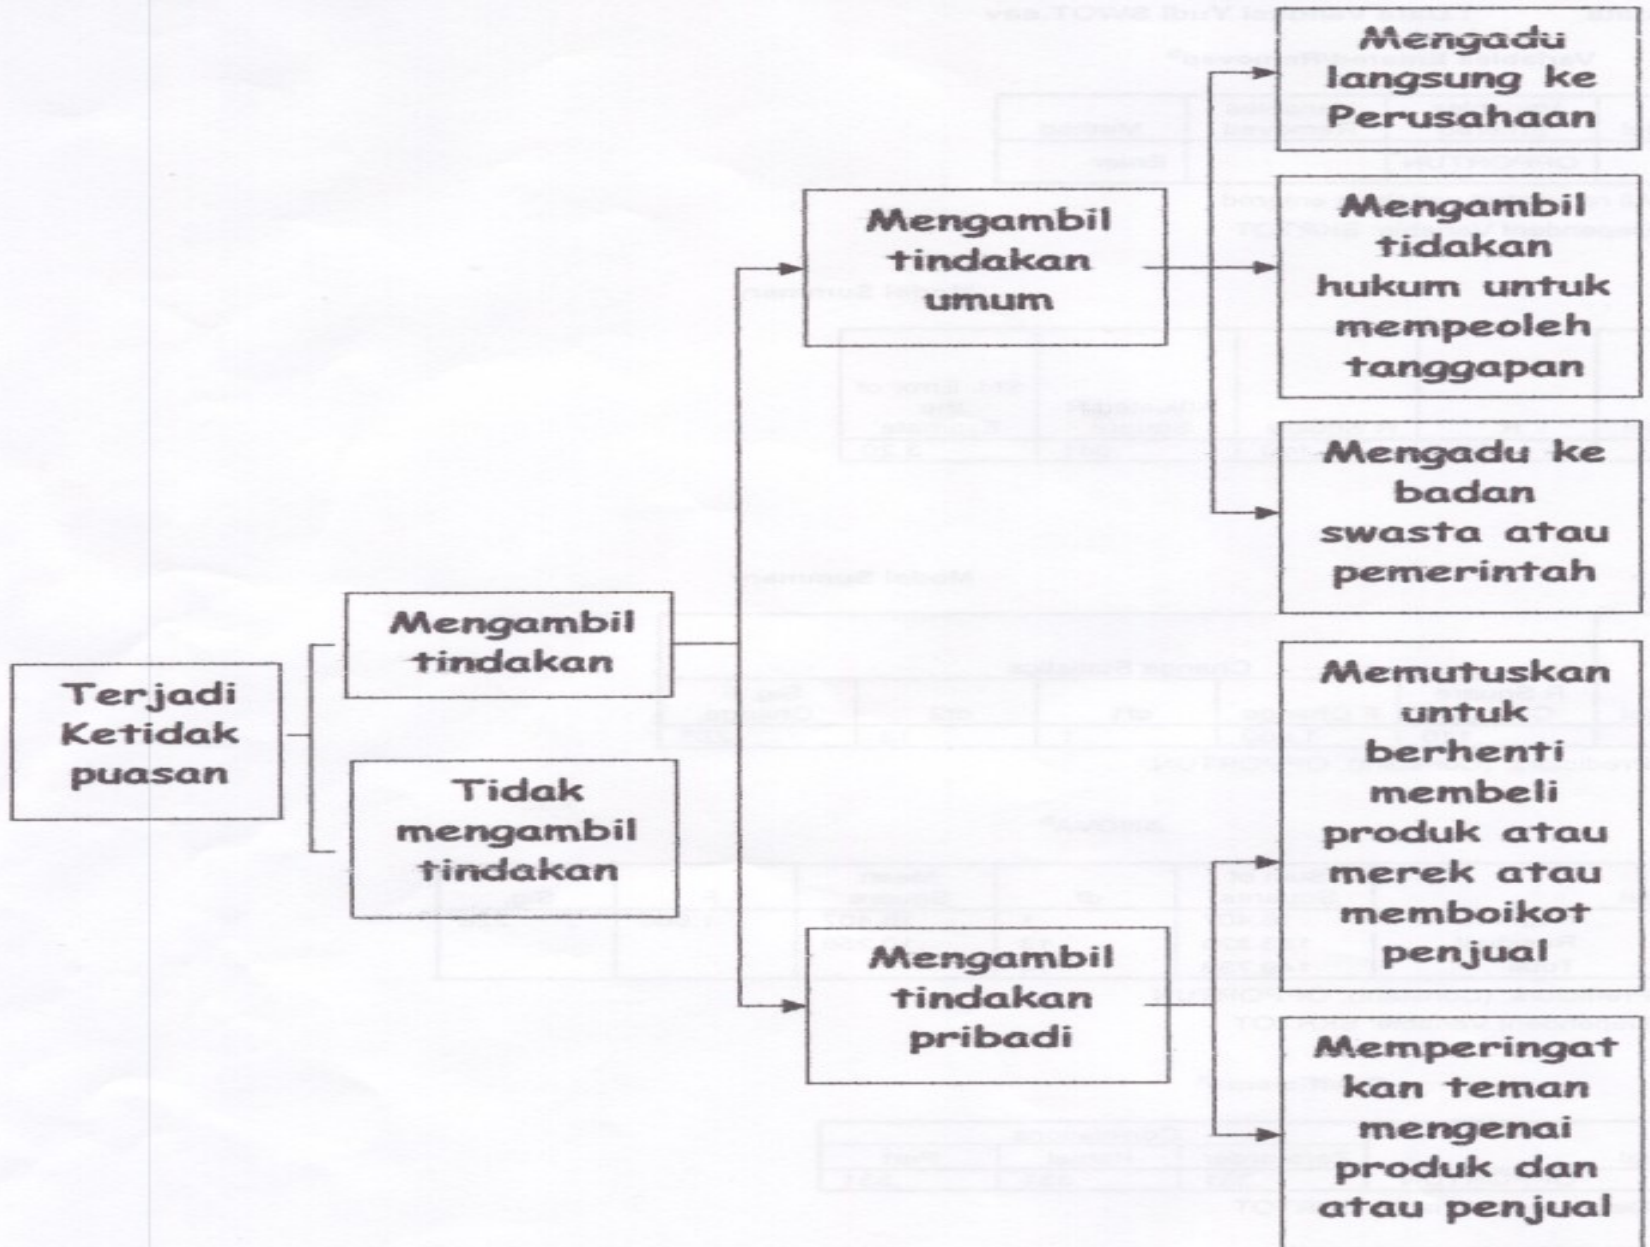 Terjadi
Ketidak
puasan
Mengambil
tindakan
Tidak
mengambil
tindakan
Mengambil
tindakan
umum
Mengambil
tindakan
pribadi
Mengadu
langsung ke
Perusahaan
Mengambil
tidakan
hukum untuk
mempeoleh
tanggapan
Mengadu ke
badan
swasta atau
pemerintah
Memutuskan
untuk
berhenti
membeli
produk atau
merek atau
memboikot
penjual
Memperingat
kan teman
mengenai
produk dan
atau penjual